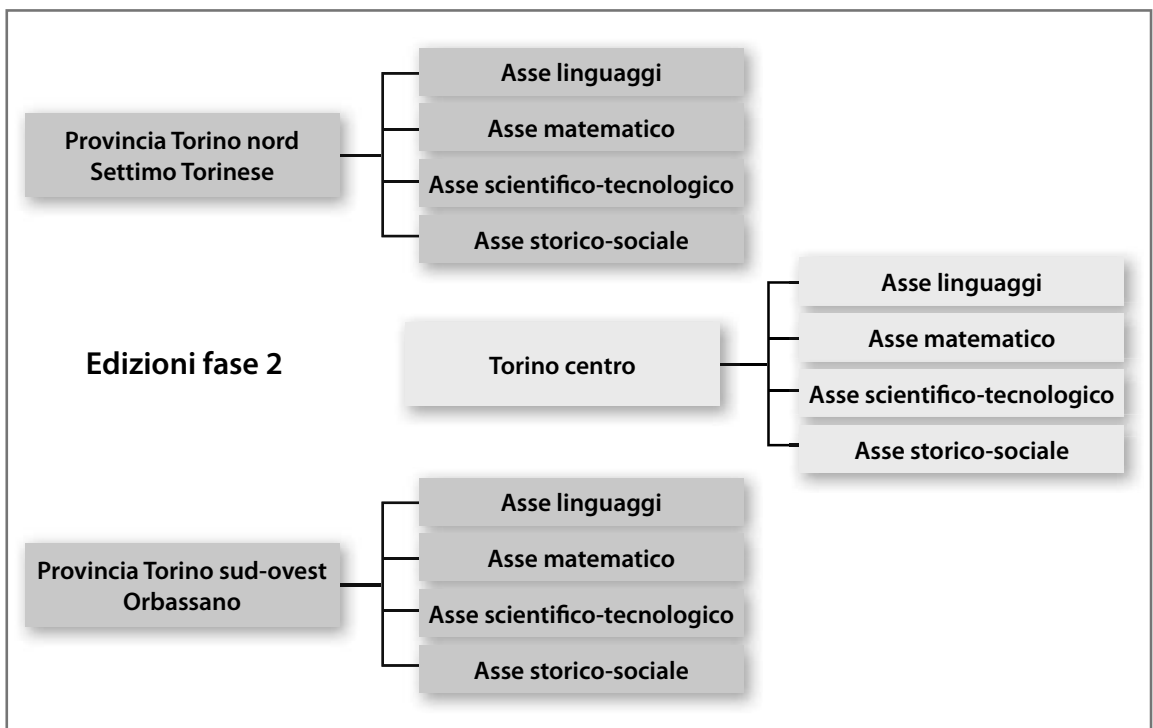 Provincia Torino nord
Settimo Torinese
Asse linguaggi
Asse matematico
Asse scientifico-tecnologico
Asse storico-sociale
Edizioni fase 2
Torino centro
Asse linguaggi
Asse matematico
Asse scientifico-tecnologico
Asse storico-sociale
Provincia Torino sud-ovest
Orbassano
Asse linguaggi
Asse matematico
Asse scientifico-tecnologico
Asse storico-sociale